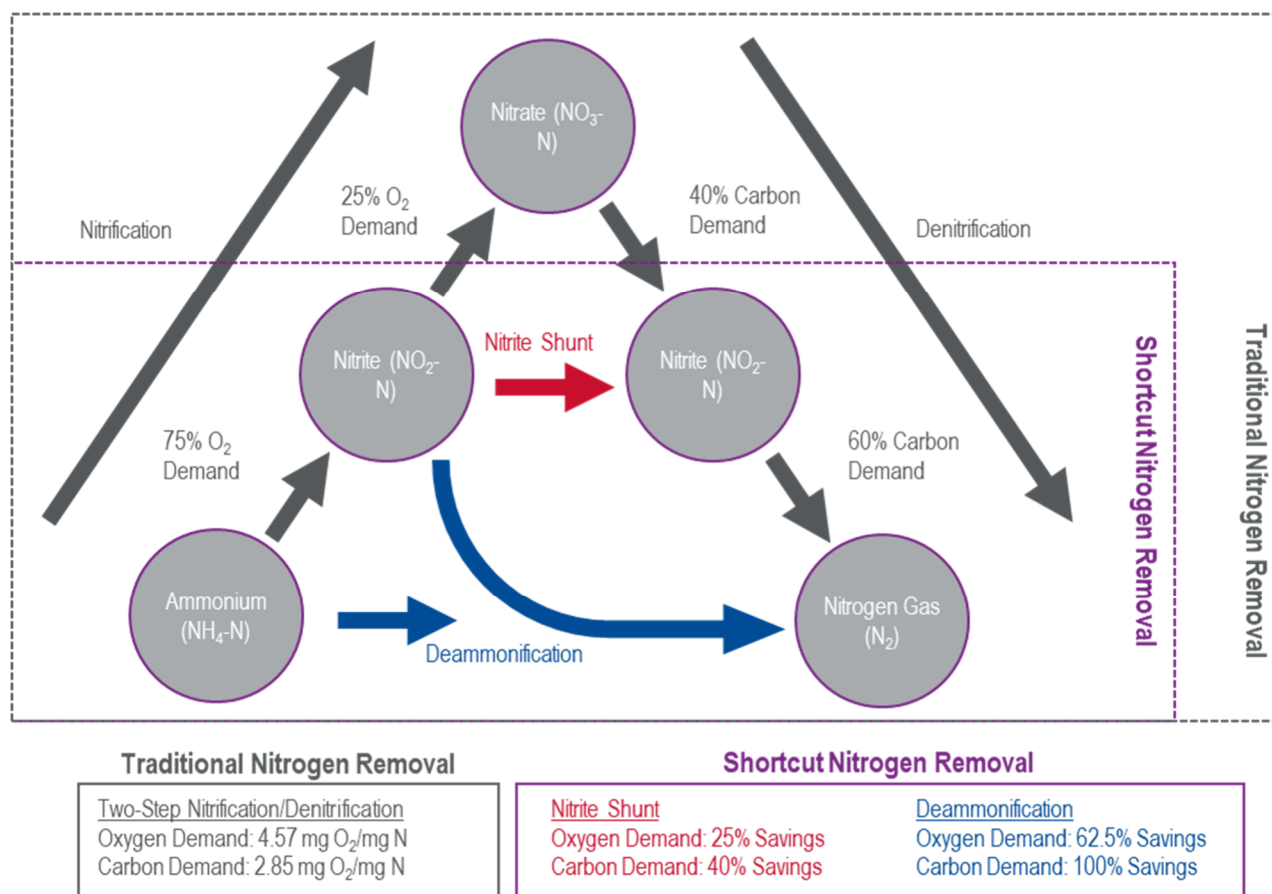 Nitrate (NO3-
N)
25% O2
Demand
40% Carbon
Demand
Nitrification
Denitrification
Nitrite (NO2-
N)
Nitrite Shunt
Nitrite (NO2-
N)
75% O2
Demand
60% Carbon
Demand
Ammonium
(NH4-N)
Deammonification
Nitrogen Gas
(N2)
Shortcut Nitrogen Removal
Traditional Nitrogen Removal
Traditional Nitrogen Removal
Two-Step Nitrification/Denitrification
Oxygen Demand: 4.57 mg O2/mg N
Carbon Demand: 2.85 mg O2/mg N
Shortcut Nitrogen Removal
Nitrite Shunt
Oxygen Demand: 25% Savings
Carbon Demand: 40% Savings
Deammonification
Oxygen Demand: 62.5% Savings
Carbon Demand: 100% Savings